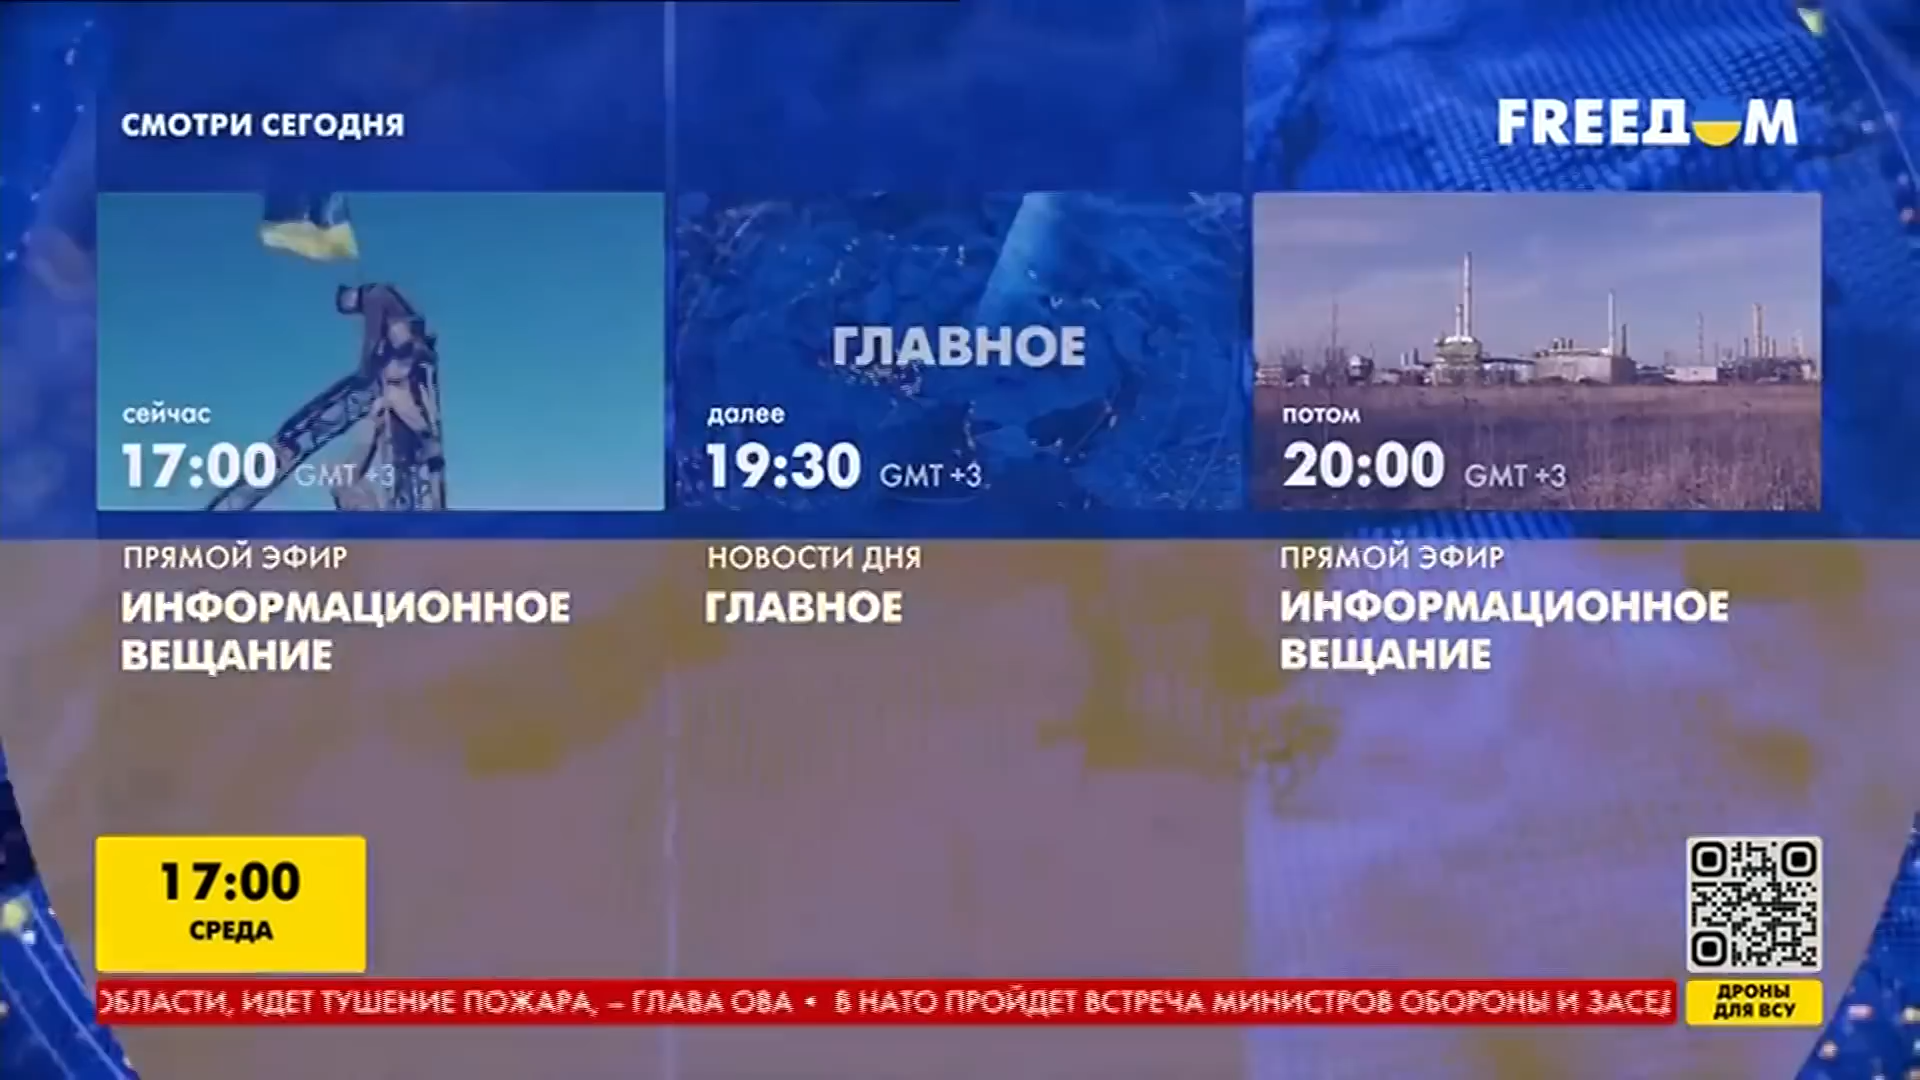 СМОТРИ СЕГОДНЯ
FREEДOM
ГЛАВНОЕ
сейчас
17:00 GMT +3
далее
19:30 GMT +3
потом
20:00 GMT +3
ПРЯМОЙ ЭФИР
ИНФОРМАЦИОННОЕ
ВЕЩАНИЕ
НОВОСТИ ДНЯ
ГЛАВНОЕ
ПРЯМОЙ ЭФИР
ИНФОРМАЦИОННОЕ
ВЕЩАНИЕ
17:00
СРЕДА
ОБЛАСТИ, ИДЕТ ТУШЕНИЕ ПОЖАРА, – ГЛАВА ОВА • В НАТО ПРОЙДЕТ ВСТРЕЧА МИНИСТРОВ ОБОРОНЫ И ЗАСЕД
ДРОНЫ
ДЛЯ ВСУ